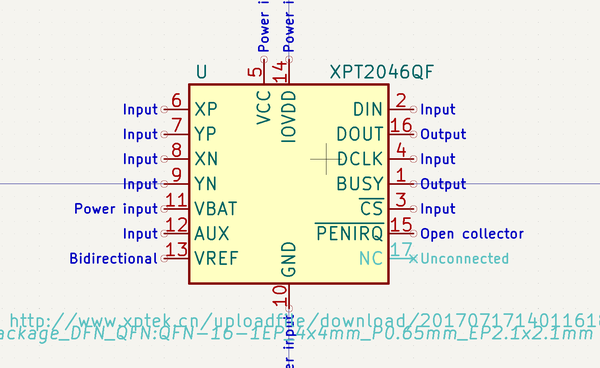 Power i
Power i
5
14
U
XPT2046QF
VCC
IOVDD
Input 6 XP
DIN 2 Input
Input 7 YP
DOUT 16 Output
Input 8 XN
DCLK 4 Input
Input 9 YN
BUSY 1 Output
Power input 11 VBAT
CS 3 Input
Input 12 AUX
PENIRQ 15 Open collector
Bidirectional 13 VREF
NC 17 Unconnected
GND
10
http://www.xptek.cn/uploadfile/download/201707171401161
ackage_DFN_QFN:QFN-16-1EP_4x4mm_P0.65mm_EP2.1x2.1mm
er input